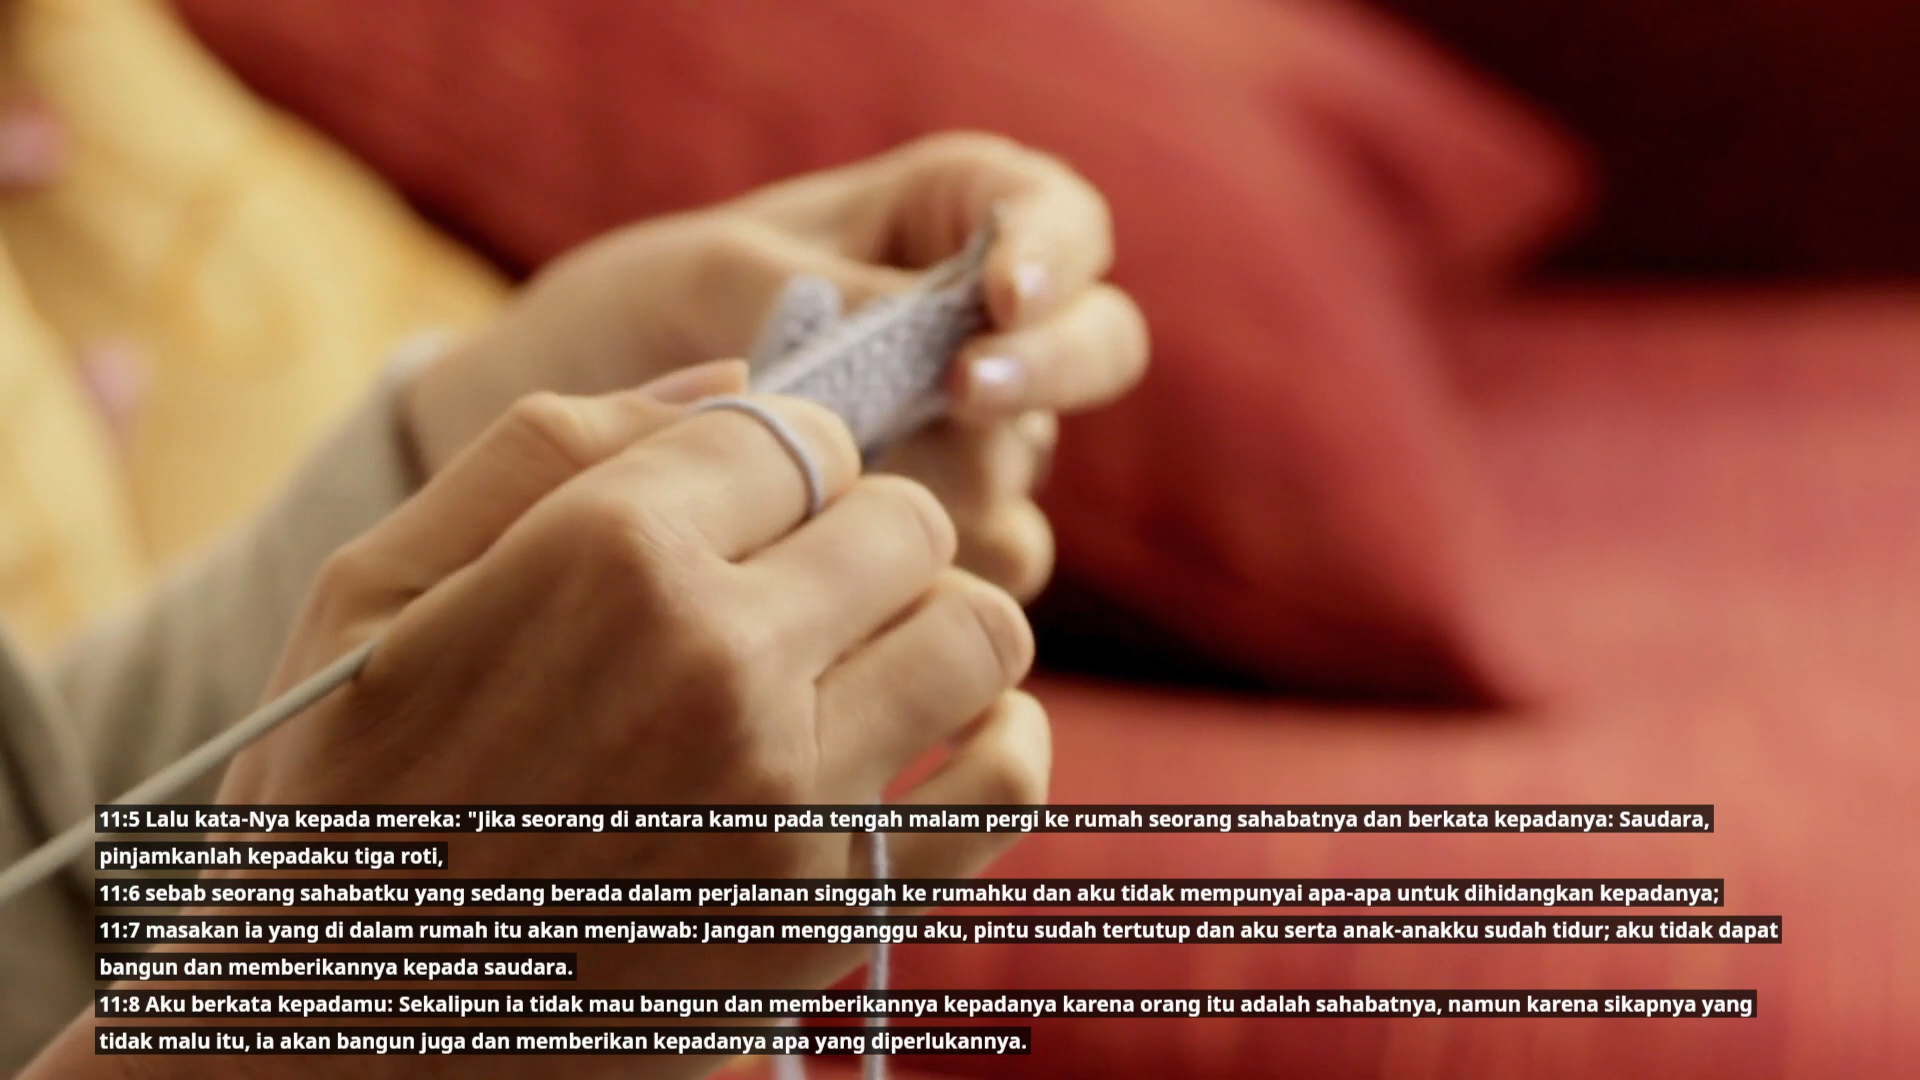 11:5 Lalu kata-Nya kepada mereka: "Jika seorang di antara kamu pada tengah malam pergi ke rumah seorang sahabatnya dan berkata kepadanya: Saudara,
pinjamkanlah kepadaku tiga roti,
11:6 sebab seorang sahabatku yang sedang berada dalam perjalanan singgah ke rumahku dan aku tidak mempunyai apa-apa untuk dihidangkan kepadanya;
11:7 masakan ia yang di dalam rumah itu akan menjawab: Jangan mengganggu aku, pintu sudah tertutup dan aku serta anak-anakku sudah tidur; aku tidak dapat
bangun dan memberikannya kepada saudara.
11:8 Aku berkata kepadamu: Sekalipun ia tidak mau bangun dan memberikannya kepadanya karena orang itu adalah sahabatnya, namun karena sikapnya yang
tidak malu itu, ia akan bangun juga dan memberikan kepadanya apa yang diperlukannya.